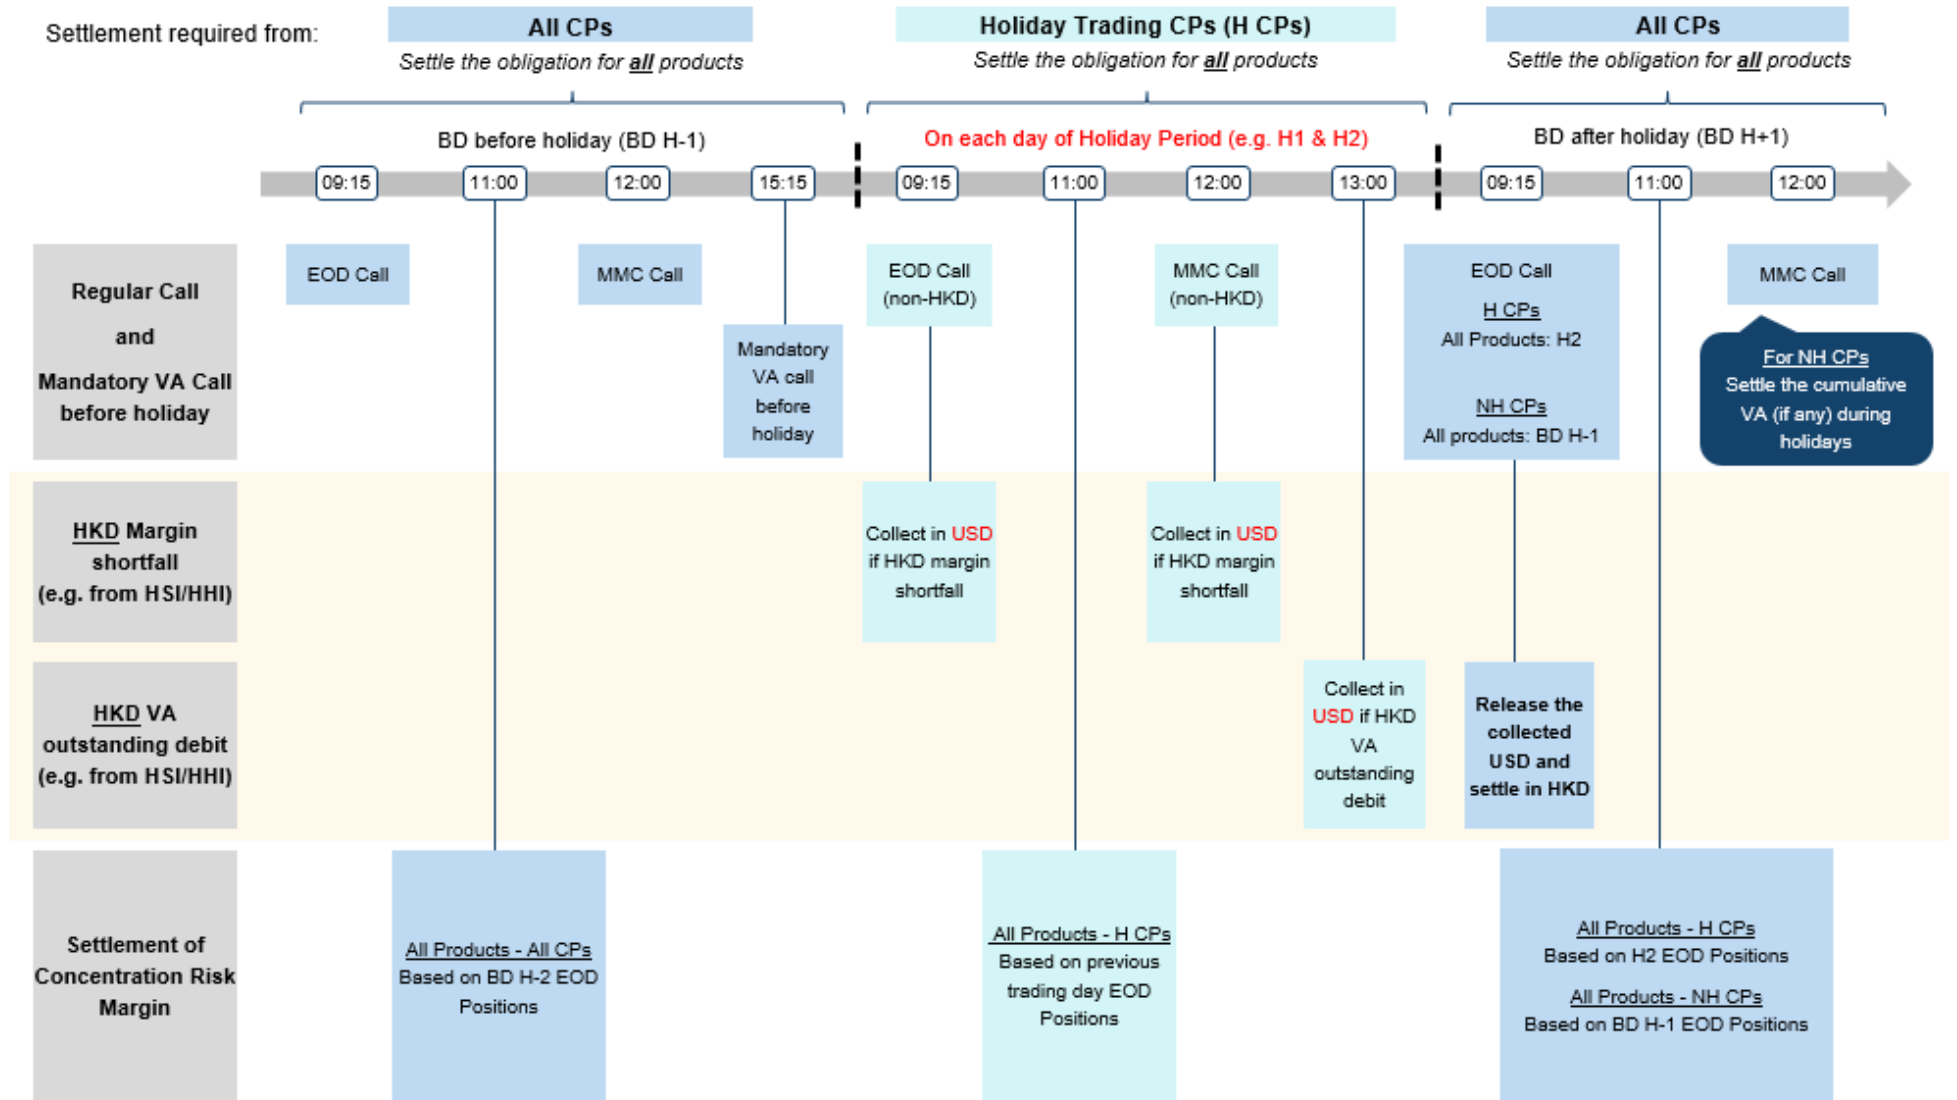 Settlement required from:
All CPs
Settle the obligation for all products
Holiday Trading CPs (H CPs)
Settle the obligation for all products
All CPs
Settle the obligation for all products
BD before holiday (BD H-1)
On each day of Holiday Period (e.g. H1 & H2)
BD after holiday (BD H+1)
09:15
11:00
12:00
15:15
09:15
11:00
12:00
13:00
09:15
11:00
12:00
Regular Call
and
Mandatory VA Call
before holiday
EOD Call
MMC Call
Mandatory
VA call
before
holiday
EOD Call
(non-HKD)
MMC Call
(non-HKD)
EOD Call
H CPs
All Products: H2
NH CPs
All products: BD H-1
MMC Call
For NH CPs
Settle the cumulative
VA (if any) during
holidays
HKD Margin
shortfall
(e.g. from HSI/HHI)
Collect in USD
if HKD margin
shortfall
Collect in USD
if HKD margin
shortfall
HKD VA
outstanding debit
(e.g. from HSI/HHI)
Collect in
USD if HKD
VA
outstanding
debit
Release the
collected
USD and
settle in HKD
Settlement of
Concentration Risk
Margin
All Products - All CPs
Based on BD H-2 EOD
Positions
All Products - H CPs
Based on previous
trading day EOD
Positions
All Products - H CPs
Based on H2 EOD Positions
All Products - NH CPs
Based on BD H-1 EOD Positions